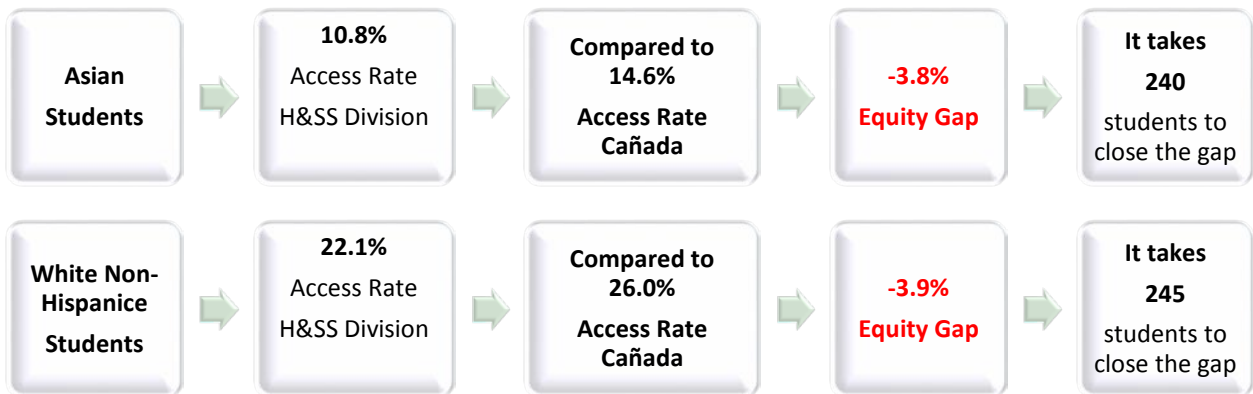 Asian
Students
10.8%
Access Rate
H&SS Division
Compared to
14.6%
Access Rate
Cañada
-3.8%
Equity Gap
It takes
240
students to
close the gap
White Non-
Hispanice
Students
22.1%
Access Rate
H&SS Division
Compared to
26.0%
Access Rate
Cañada
-3.9%
Equity Gap
It takes
245
students to
close the gap